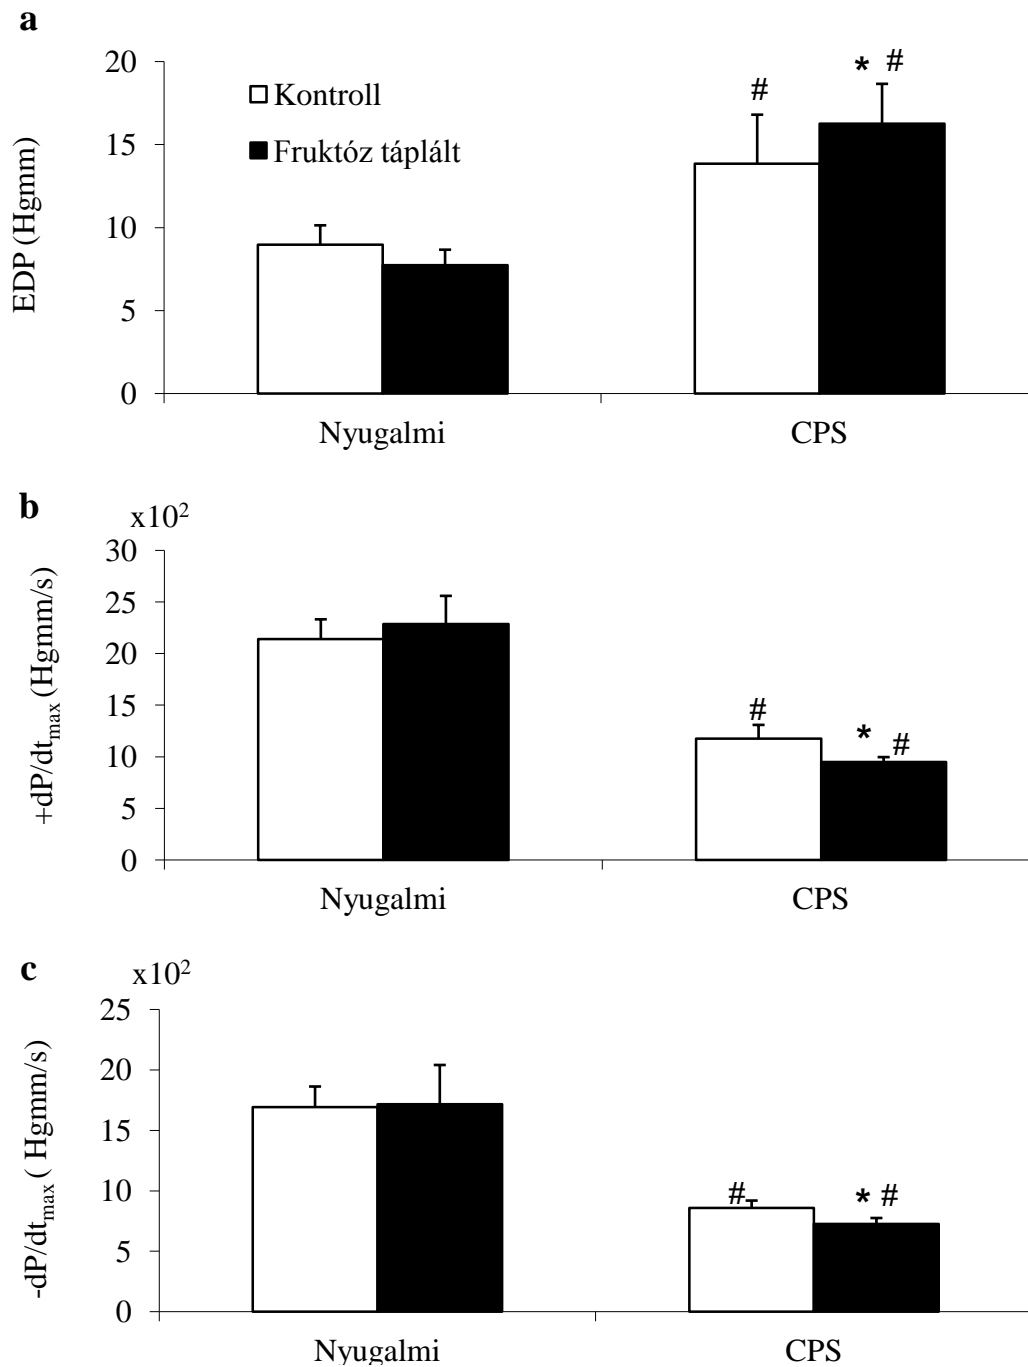 a
20
15
10
5
0
EDP (Hgmm)
Kontroll
Fruktóz táplált
#
* #
Nyugalmi
CPS
b
x10²
30
25
20
15
10
5
0
+dP/dtmax (Hgmm/s)
#
* #
Nyugalmi
CPS
c
x10²
25
20
15
10
5
0
-dP/dtmax ( Hgmm/s)
#
* #
Nyugalmi
CPS